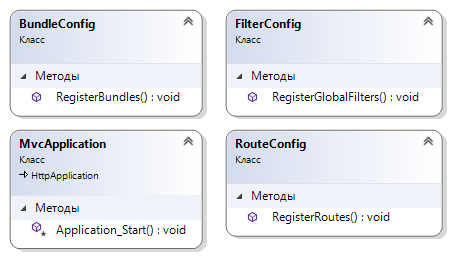 BundleConfig
Класс
Методы
RegisterBundles() : void
FilterConfig
Класс
Методы
RegisterGlobalFilters() : void
MvcApplication
Класс
HttpApplication
Методы
Application_Start() : void
RouteConfig
Класс
Методы
RegisterRoutes() : void